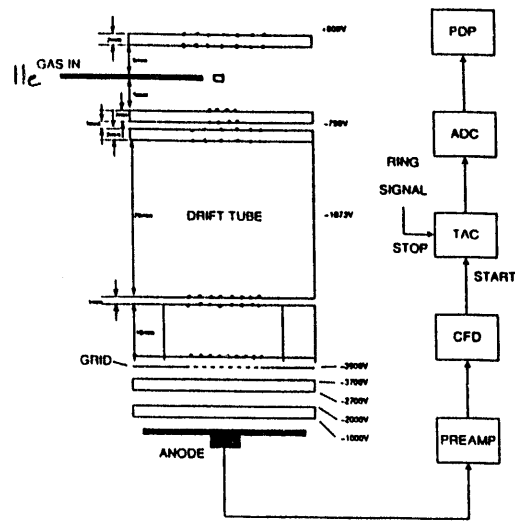 PDP
-800V
GAS IN
11e
ADC
-750V
RING
SIGNAL
STOP
TAC
DRIFT TUBE
-1072V
START
CFD
GRID
-3900V
-3700V
-2700V
-2000V
-1000V
ANODE
PREAMP